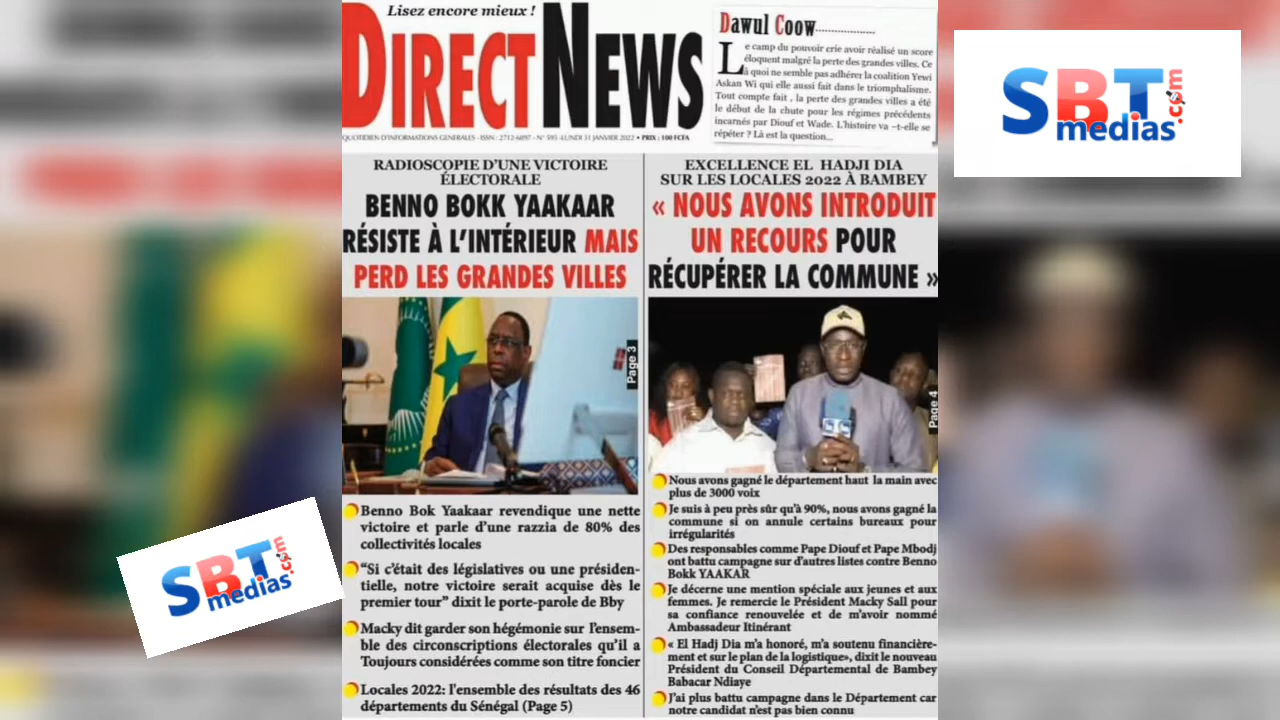 Lisez encore mieux !
DIRECT NEWS
QUOTIDIEN D'INFORMATIONS GENERALES - ISSN : 2712-6897 - N° 595 -LUNDI 31 JANVIER 2022 • PRIX : 100 FCFA
Dawul Coow
Le camp du pouvoir crie avoir réalisé un score
éloquent malgré la perte des grandes villes. Ce
à quoi ne semble pas adhérer la coalition Yewi
Askan Wi qui elle aussi fait dans le triomphalisme.
Tout compte fait , la perte des grandes villes a été
le début de la chute pour les régimes précédents
incarnés par Diouf et Wade. L'histoire va –t-elle se
répéter ? Là est la question...
SBT
medias.com
RADIOSCOPIE D'UNE VICTOIRE
ÉLECTORALE
BENNO BOKK YAAKAAR
RÉSISTE À L'INTÉRIEUR MAIS
PERD LES GRANDES VILLES
Page 3
Benno Bok Yaakaar revendique une nette
victoire et parle d'une razzia de 80% des
collectivités locales
"Si c'était des législatives ou une présiden-
tielle, notre victoire serait acquise dès le
premier tour" dixit le porte-parole de Bby
Macky dit garder son hégémonie sur l'ensem-
ble des circonscriptions électorales qu'il a
Toujours considérées comme son titre foncier
Locales 2022: l'ensemble des résultats des 46
départements du Sénégal (Page 5)
EXCELLENCE EL HADJI DIA
SUR LES LOCALES 2022 À BAMBEY
« NOUS AVONS INTRODUIT
UN RECOURS POUR
RÉCUPÉRER LA COMMUNE »
Page 4
Nous avons gagné le département haut la main avec
plus de 3000 voix
Je suis à peu près sûr qu'à 90%, nous avons gagné la
commune si on annule certains bureaux pour
irrégularités
Des responsables comme Pape Diouf et Pape Mbodj
ont battu campagne sur d'autres listes contre Benno
Bokk YAAKAR
Je décerne une mention spéciale aux jeunes et aux
femmes. Je remercie le Président Macky Sall pour
sa confiance renouvelée et de m'avoir nommé
Ambassadeur Itinérant
« El Hadj Dia m'a honoré, m'a soutenu financière-
ment et sur le plan de la logistique», dixit le nouveau
Président du Conseil Départemental de Bambey
Babacar Ndiaye
J'ai plus battu campagne dans le Département car
notre candidat n'est pas bien connu
SBT
medias.com